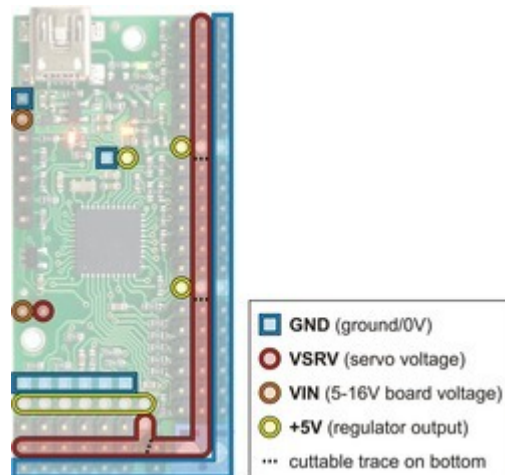 GND (ground/0V)
VSRV (servo voltage)
VIN (5-16V board voltage)
+5V (regulator output)
cuttable trace on bottom